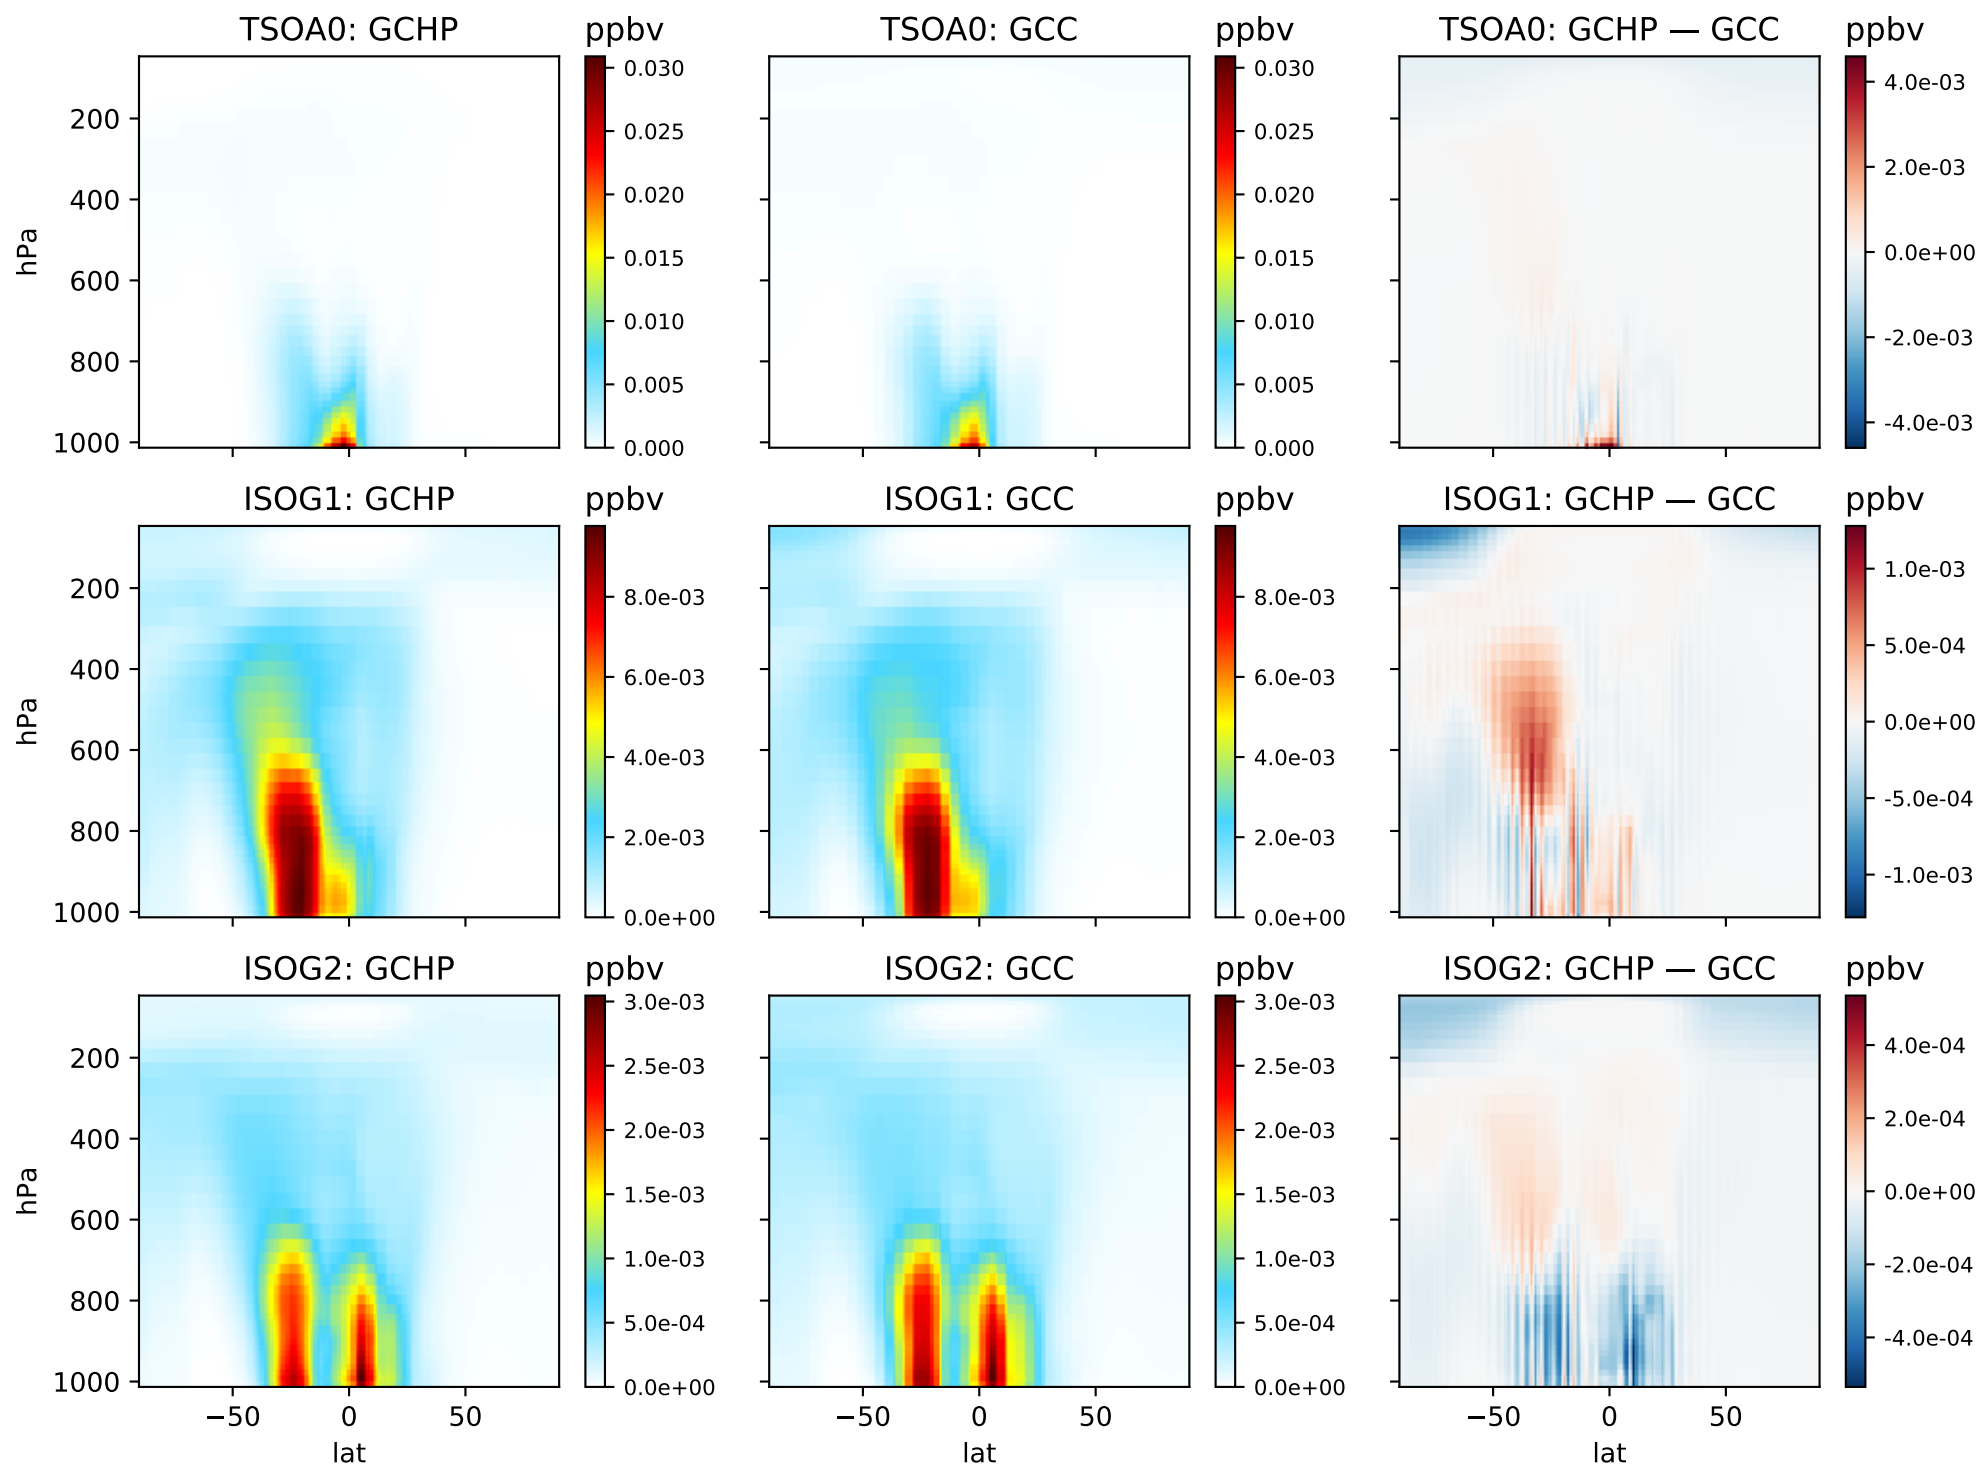 TSOA0: GCHP ppbv TSOA0: GCC ppbv TSOA0: GCHP — GCC ppbv
hPa
200
400
600
800
1000
0.030
0.025
0.020
0.015
0.010
0.005
0.000
0.030
0.025
0.020
0.015
0.010
0.005
0.000
4.0e-03
2.0e-03
0.0e+00
-2.0e-03
-4.0e-03
ISOG1: GCHP ppbv ISOG1: GCC ppbv ISOG1: GCHP — GCC ppbv
hPa
200
400
600
800
1000
8.0e-03
6.0e-03
4.0e-03
2.0e-03
0.0e+00
8.0e-03
6.0e-03
4.0e-03
2.0e-03
0.0e+00
1.0e-03
5.0e-04
0.0e+00
-5.0e-04
-1.0e-03
ISOG2: GCHP ppbv ISOG2: GCC ppbv ISOG2: GCHP — GCC ppbv
hPa
200
400
600
800
1000
3.0e-03
2.5e-03
2.0e-03
1.5e-03
1.0e-03
5.0e-04
0.0e+00
3.0e-03
2.5e-03
2.0e-03
1.5e-03
1.0e-03
5.0e-04
0.0e+00
4.0e-04
2.0e-04
0.0e+00
-2.0e-04
-4.0e-04
−50 0 50 −50 0 50 −50 0 50
lat lat lat